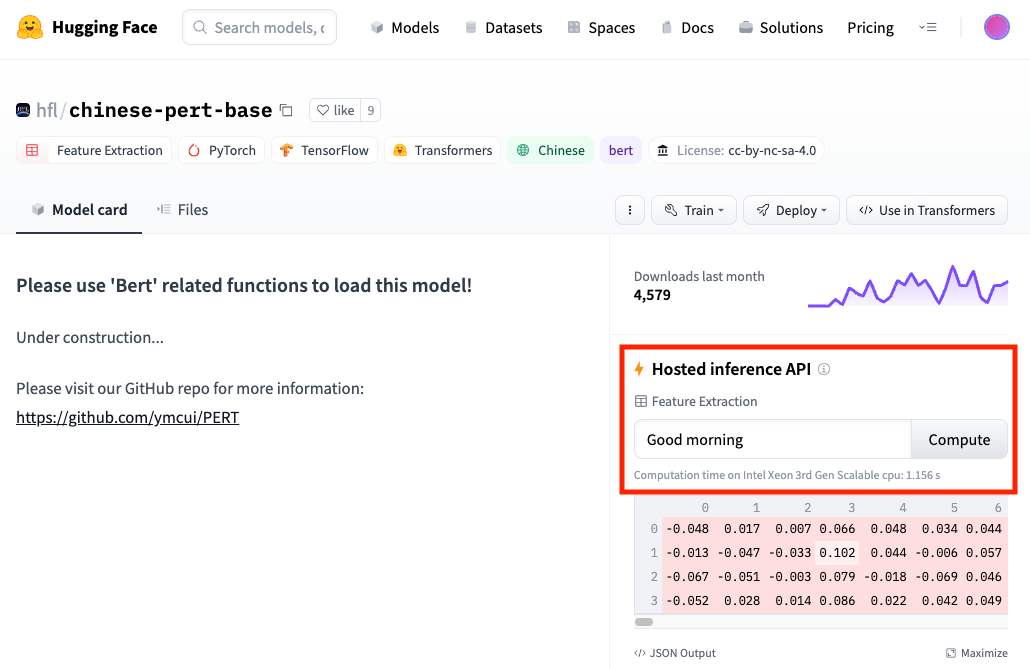 Hugging Face
Search models, d
Models
Datasets
Spaces
Docs
Solutions
Pricing
hfl/chinese-pert-base
like 9
Feature Extraction
PyTorch
TensorFlow
Transformers
Chinese
bert
License: cc-by-nc-sa-4.0
Model card
Files
Train
Deploy
Use in Transformers
Please use 'Bert' related functions to load this model!
Under construction...
Please visit our GitHub repo for more information:
https://github.com/ymcui/PERT
Downloads last month
4,579
Hosted inference API
Feature Extraction
Good morning
Compute
Computation time on Intel Xeon 3rd Gen Scalable cpu: 1.156 s
0 1 2 3 4 5 6
0 -0.048 0.017 0.007 0.066 0.048 0.034 0.044
1 -0.013 -0.047 -0.033 0.102 0.044 -0.006 0.057
2 -0.067 -0.051 -0.003 0.079 -0.018 -0.069 0.046
3 -0.052 0.028 0.014 0.086 0.022 0.042 0.049
</> JSON Output
Maximize